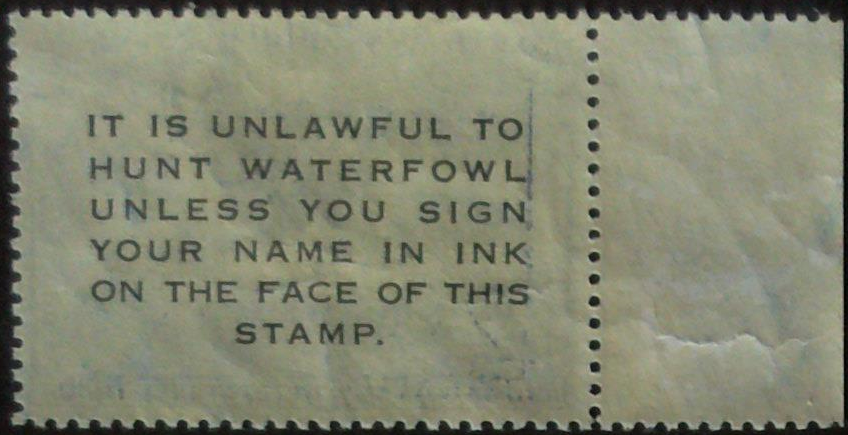 IT IS UNLAWFUL TO
HUNT WATERFOWL
UNLESS YOU SIGN
YOUR NAME IN INK
ON THE FACE OF THIS
STAMP.